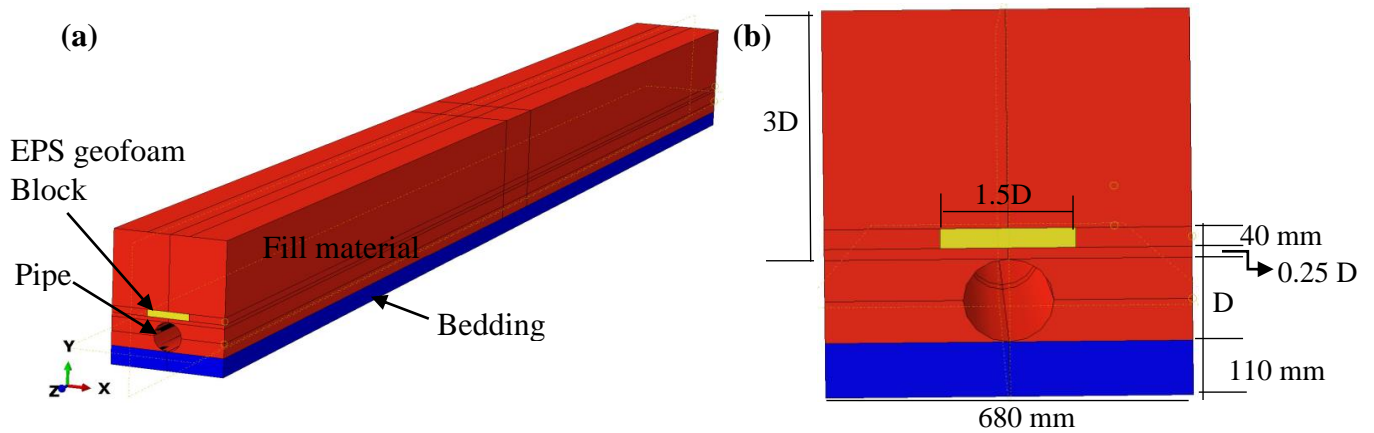 (a)
EPS geofoam
Block
Fill material
Pipe
Bedding
Y
Z
X
(b)
3D
1.5D
40 mm
0.25 D
D
110 mm
680 mm